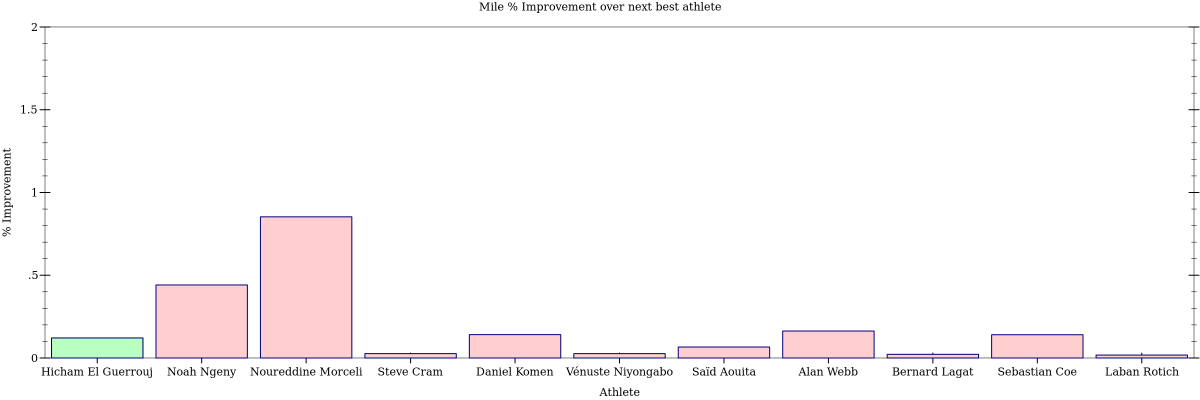 Mile % Improvement over next best athlete
2
1.5
1
.5
0
% Improvement
Hicham El Guerrouj Noah Ngeny Noureddine Morceli Steve Cram Daniel Komen Vénuste Niyongabo Saïd Aouita Alan Webb Bernard Lagat Sebastian Coe Laban Rotich
Athlete